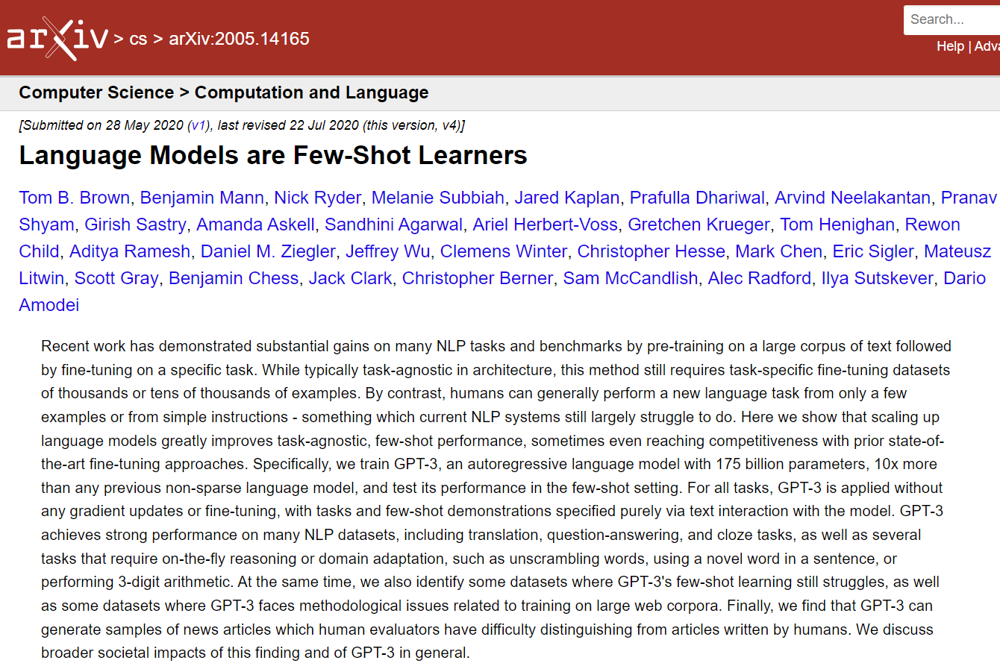 arXiv > cs > arXiv:2005.14165
Search...
Help | Adva
Computer Science > Computation and Language
[Submitted on 28 May 2020 (v1), last revised 22 Jul 2020 (this version, v4)]
Language Models are Few-Shot Learners
Tom B. Brown, Benjamin Mann, Nick Ryder, Melanie Subbiah, Jared Kaplan, Prafulla Dhariwal, Arvind Neelakantan, Pranav
Shyam, Girish Sastry, Amanda Askell, Sandhini Agarwal, Ariel Herbert-Voss, Gretchen Krueger, Tom Henighan, Rewon
Child, Aditya Ramesh, Daniel M. Ziegler, Jeffrey Wu, Clemens Winter, Christopher Hesse, Mark Chen, Eric Sigler, Mateusz
Litwin, Scott Gray, Benjamin Chess, Jack Clark, Christopher Berner, Sam McCandlish, Alec Radford, Ilya Sutskever, Dario
Amodei
Recent work has demonstrated substantial gains on many NLP tasks and benchmarks by pre-training on a large corpus of text followed
by fine-tuning on a specific task. While typically task-agnostic in architecture, this method still requires task-specific fine-tuning datasets
of thousands or tens of thousands of examples. By contrast, humans can generally perform a new language task from only a few
examples or from simple instructions - something which current NLP systems still largely struggle to do. Here we show that scaling up
language models greatly improves task-agnostic, few-shot performance, sometimes even reaching competitiveness with prior state-of-
the-art fine-tuning approaches. Specifically, we train GPT-3, an autoregressive language model with 175 billion parameters, 10x more
than any previous non-sparse language model, and test its performance in the few-shot setting. For all tasks, GPT-3 is applied without
any gradient updates or fine-tuning, with tasks and few-shot demonstrations specified purely via text interaction with the model. GPT-3
achieves strong performance on many NLP datasets, including translation, question-answering, and cloze tasks, as well as several
tasks that require on-the-fly reasoning or domain adaptation, such as unscrambling words, using a novel word in a sentence, or
performing 3-digit arithmetic. At the same time, we also identify some datasets where GPT-3's few-shot learning still struggles, as well
as some datasets where GPT-3 faces methodological issues related to training on large web corpora. Finally, we find that GPT-3 can
generate samples of news articles which human evaluators have difficulty distinguishing from articles written by humans. We discuss
broader societal impacts of this finding and of GPT-3 in general.